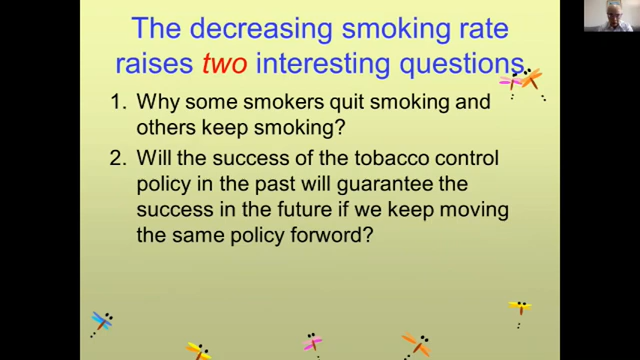 The decreasing smoking rate
raises two interesting questions
1. Why some smokers quit smoking and
others keep smoking?
2. Will the success of the tobacco control
policy in the past will guarantee the
success in the future if we keep moving
the same policy forword?